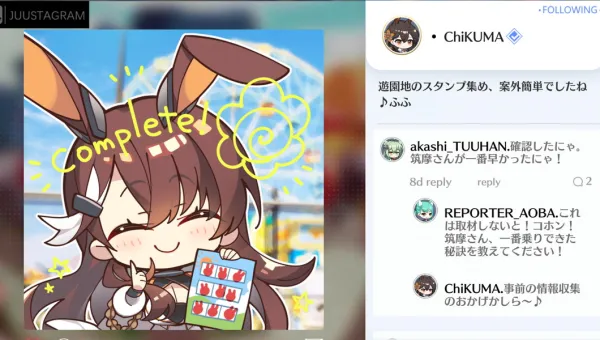 JUUSTAGRAM
•FOLLOWING
• ChiKUMA
complete!
遊園地のスタンプ集め、案外簡単でしたね
♪ふふ
akashi_TUUHAN.確認したにゃ。
筑摩さんが一番早かったにゃ！
8d reply reply 2
REPORTER_AOBA.これ
は取材しないと！コホン！
筑摩さん、一番乗りできた
秘訣を教えてください！
ChiKUMA.事前の情報収集
のおかげかしら～♪